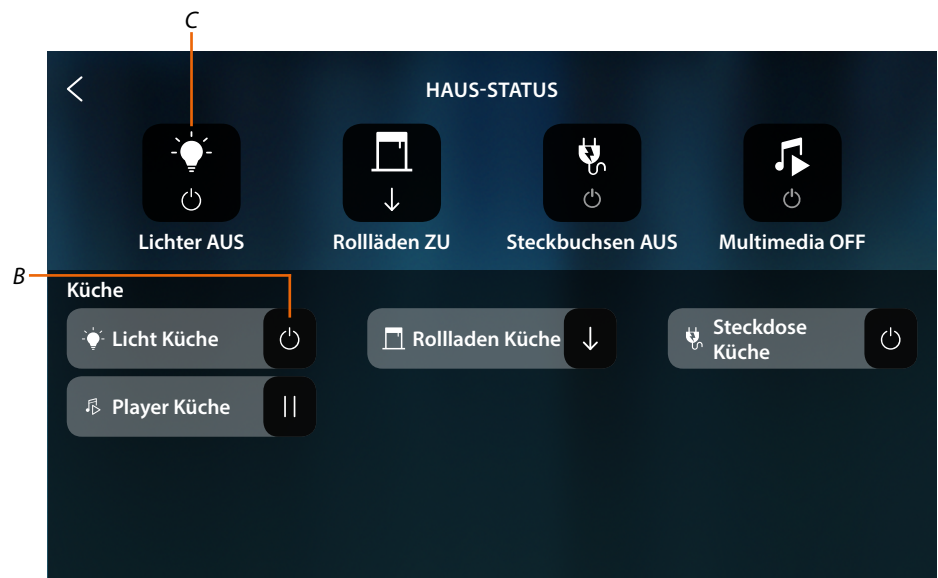 C
HAUS-STATUS
Lichter AUS
Rollläden ZU
Steckbuchsen AUS
Multimedia OFF
B
Küche
Licht Küche
Rollladen Küche
Steckdose
Küche
Player Küche